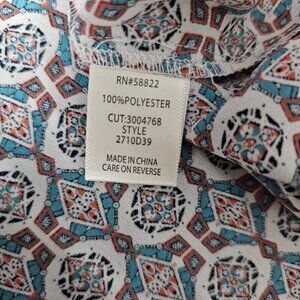 RN#58822
100%POLYESTER
CUT:3004768
STYLE
2710D39
MADE IN CHINA
CARE ON REVERSE